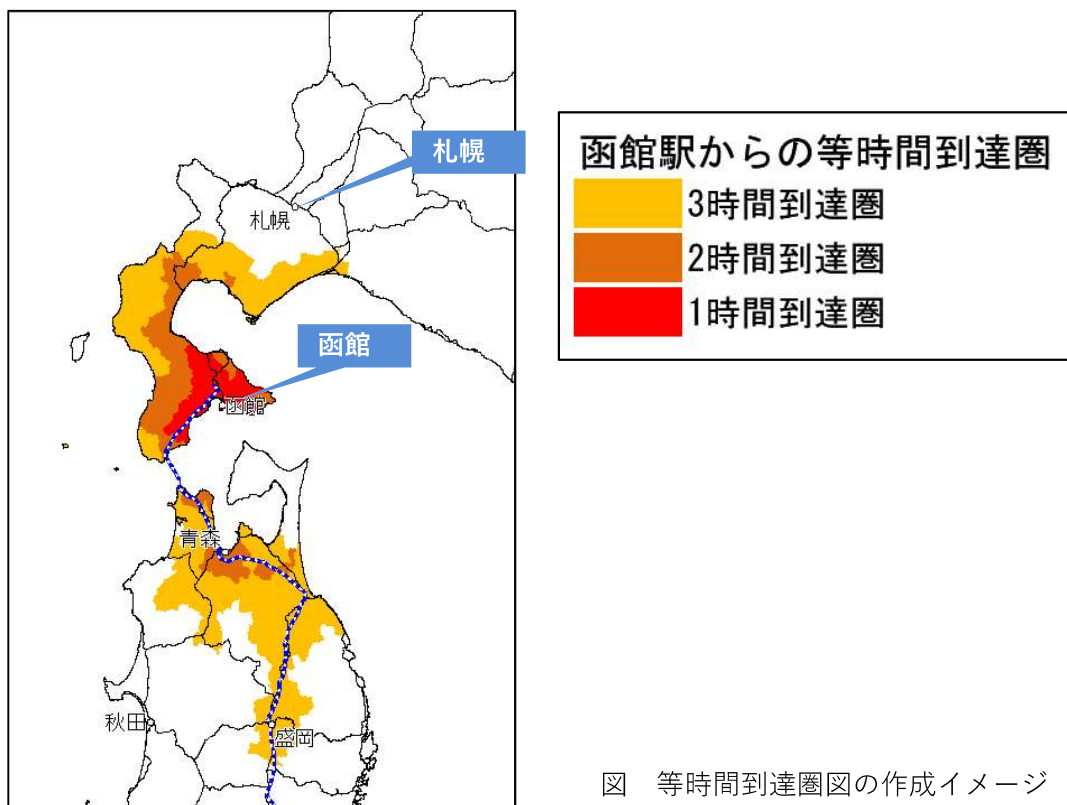 札幌
札幌
函館
函館
青森
秋田
盛岡
函館駅からの等時間到達圏
3時間到達圏
2時間到達圏
1時間到達圏
図　等時間到達圏図の作成イメージ